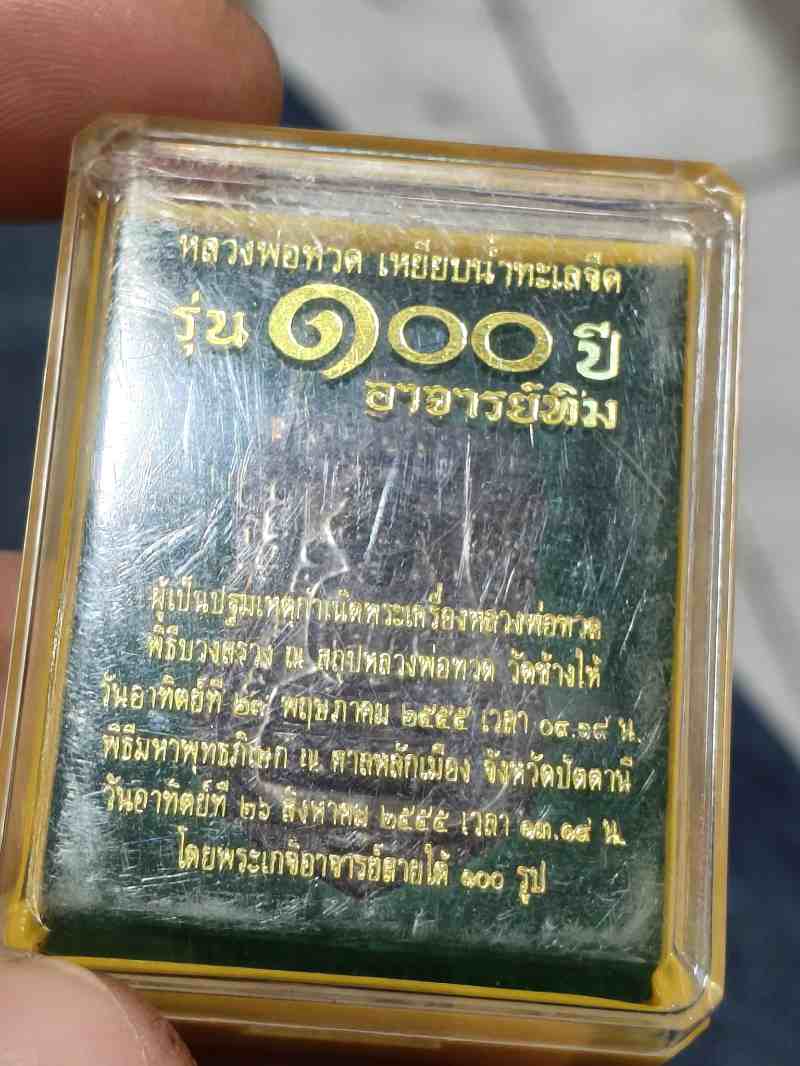 หลวงพ่อทวด เหยียบน้ำทะเลจืด
รุ่น ๑๐๐ ปี
อาจารย์ทิม
ผู้เป็นปฐมเหตุกำเนิดพระเครื่องหลวงพ่อทวด
พิธีบวงสรวง ณ สถูปหลวงพ่อทวด วัดช้างให้
วันอาทิตย์ที่ ๒๗ พฤษภาคม ๒๕๕๕ เวลา ๐๙.๑๙ น.
พิธีมหาพุทธภิเษก ณ ศาลหลักเมือง จังหวัดปัตตานี
วันอาทิตย์ที่ ๒๖ สิงหาคม ๒๕๕๕ เวลา ๑๓.๑๙ น.
โดยพระเกจิอาจารย์สายใต้ ๑๐๐ รูป